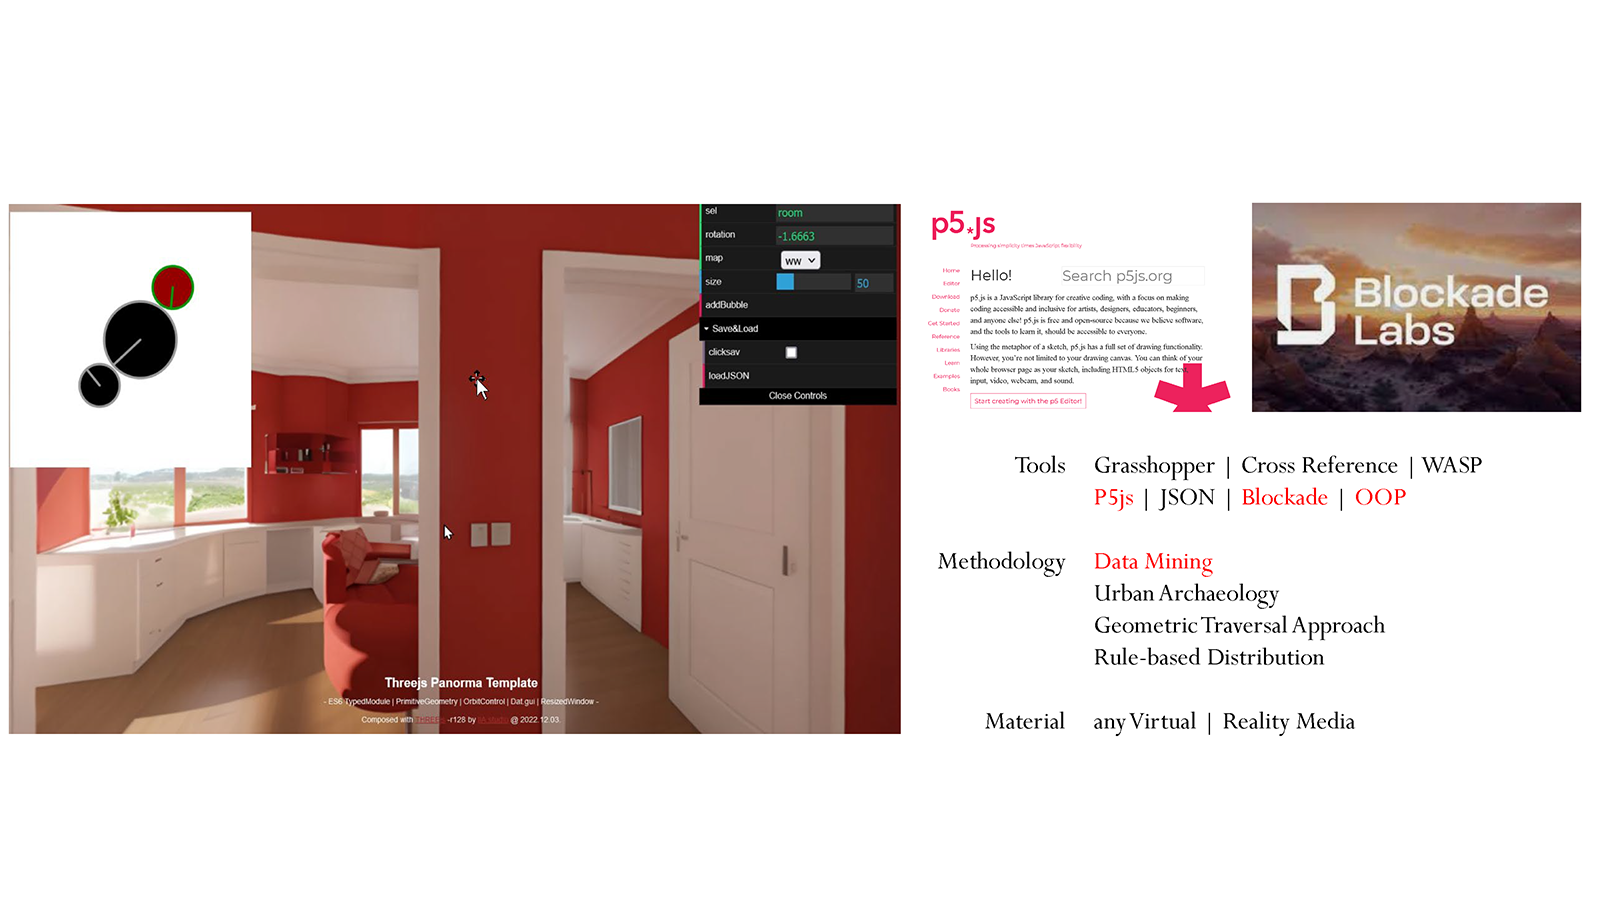 sel room
rotation -1.6663
map ww
size 50
addBubble
Save&Load
clicksav
loadJSON
Close Controls
Threejs Panorma Template
- ES6 TypedModule | PrimitiveGeometry | OrbitControl | Dat.gui | ResizedWindow -
Composed with THREEjs -r128 by @ 2022.12.03.
p5*js
Processing simplicity times JavaScript flexibility
Home
Editor
Download
Donate
Get Started
Reference
Libraries
Learn
Examples
Books
Hello!
Search p5js.org
p5.js is a JavaScript library for creative coding, with a focus on making
coding accessible and inclusive for artists, designers, educators, beginners,
and anyone else! p5.js is free and open-source because we believe software,
and the tools to learn it, should be accessible to everyone.
Using the metaphor of a sketch, p5.js has a full set of drawing functionality.
However, you're not limited to your drawing canvas. You can think of your
whole browser page as your sketch, including HTML5 objects for text,
input, video, webcam, and sound.
Start creating with the p5 Editor!
Blockade
Labs
Tools Grasshopper | Cross Reference | WASP
P5js | JSON | Blockade | OOP
Methodology Data Mining
Urban Archaeology
Geometric Traversal Approach
Rule-based Distribution
Material any Virtual | Reality Media